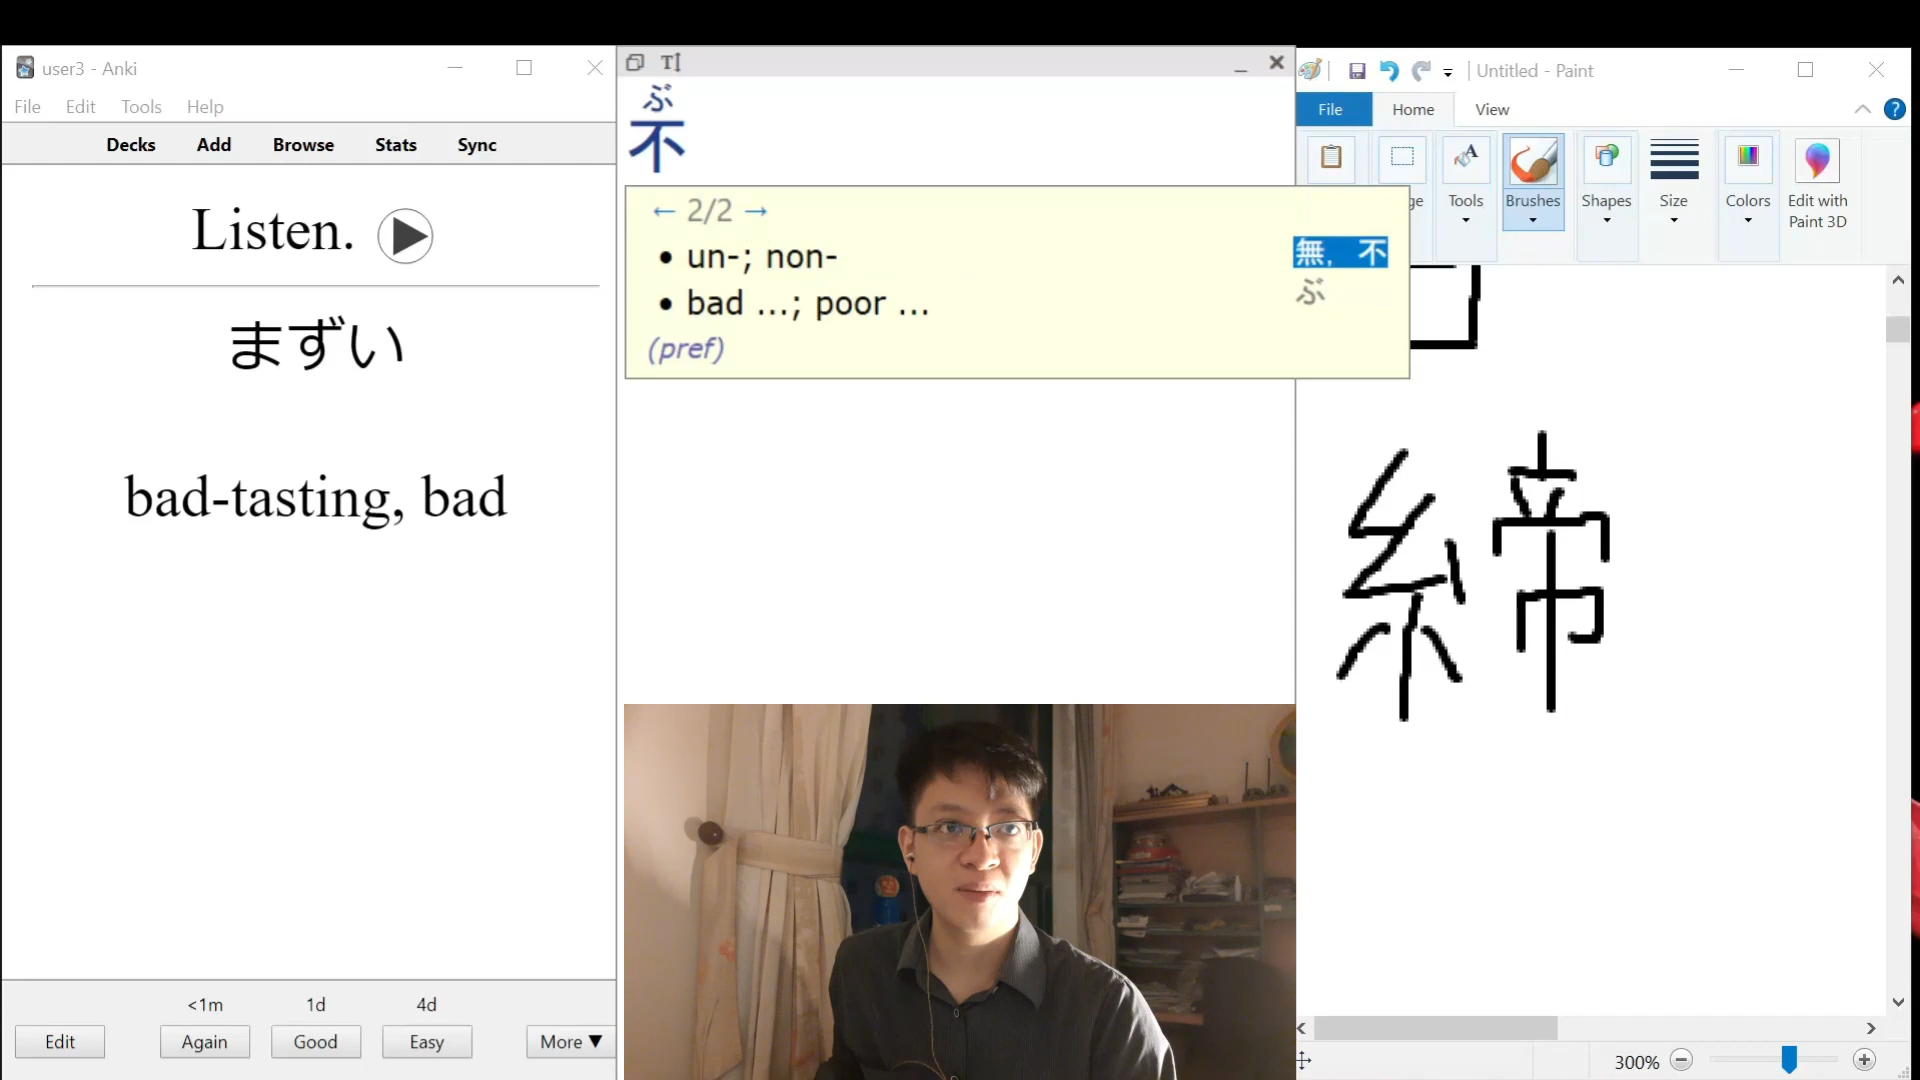 user3 - Anki
File Edit Tools Help
Decks Add Browse Stats Sync
Listen.
まずい
bad-tasting, bad
<1m 1d 4d
Edit Again Good Easy More ▼
ぶ
不
← 2/2 →
• un-; non-
• bad ...; poor ...
(pref)
無, 不
ぶ
Untitled - Paint
File Home View
ge Tools Brushes Shapes Size Colors Edit with
Paint 3D
締
300%